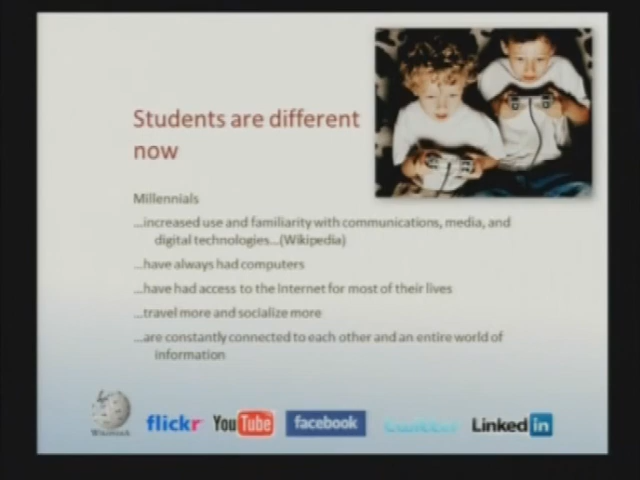 Students are different
now
Millennials
...increased use and familiarity with communications, media, and
digital technologies...(Wikipedia)
...have always had computers
...have had access to the Internet for most of their lives
...travel more and socialize more
...are constantly connected to each other and an entire world of
information
WIKIPEDIA flickr YouTube facebook twitter Linked in